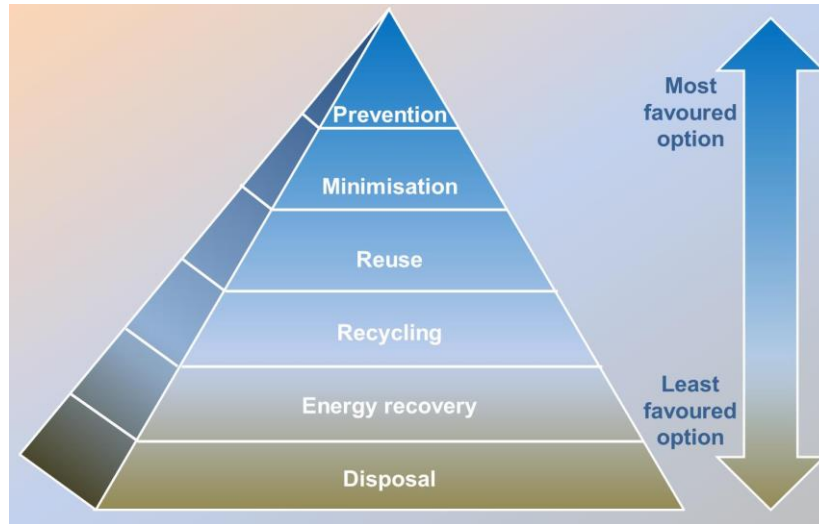 Prevention
Minimisation
Reuse
Recycling
Energy recovery
Disposal
Most
favoured
option
Least
favoured
option